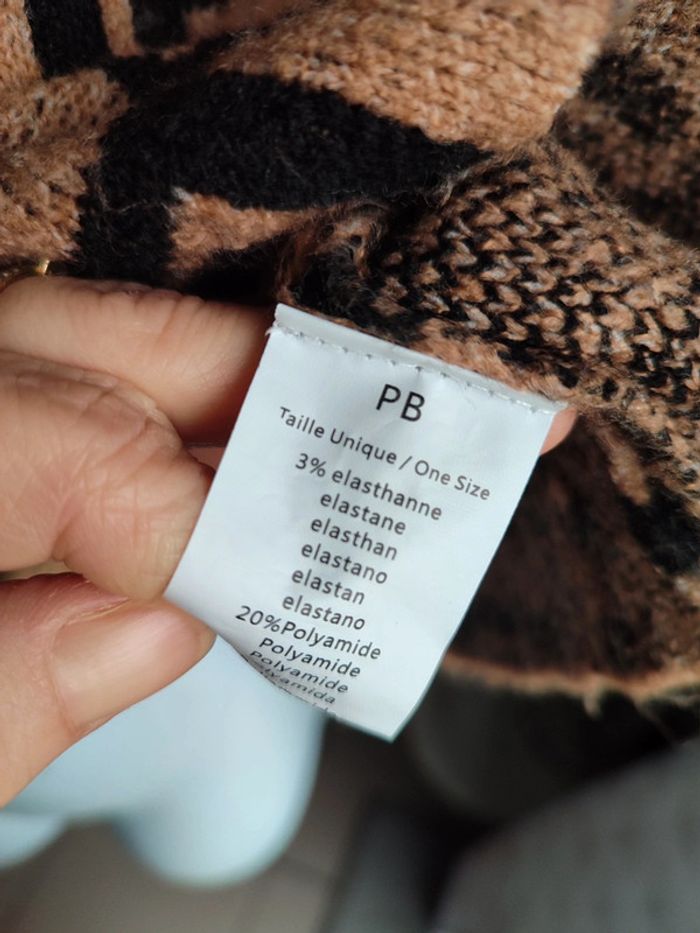 PB
Taille Unique / One Size
3% elasthanne
elastane
elasthan
elastano
elastan
elastano
20%Polyamide
Polyamide
Polyamide